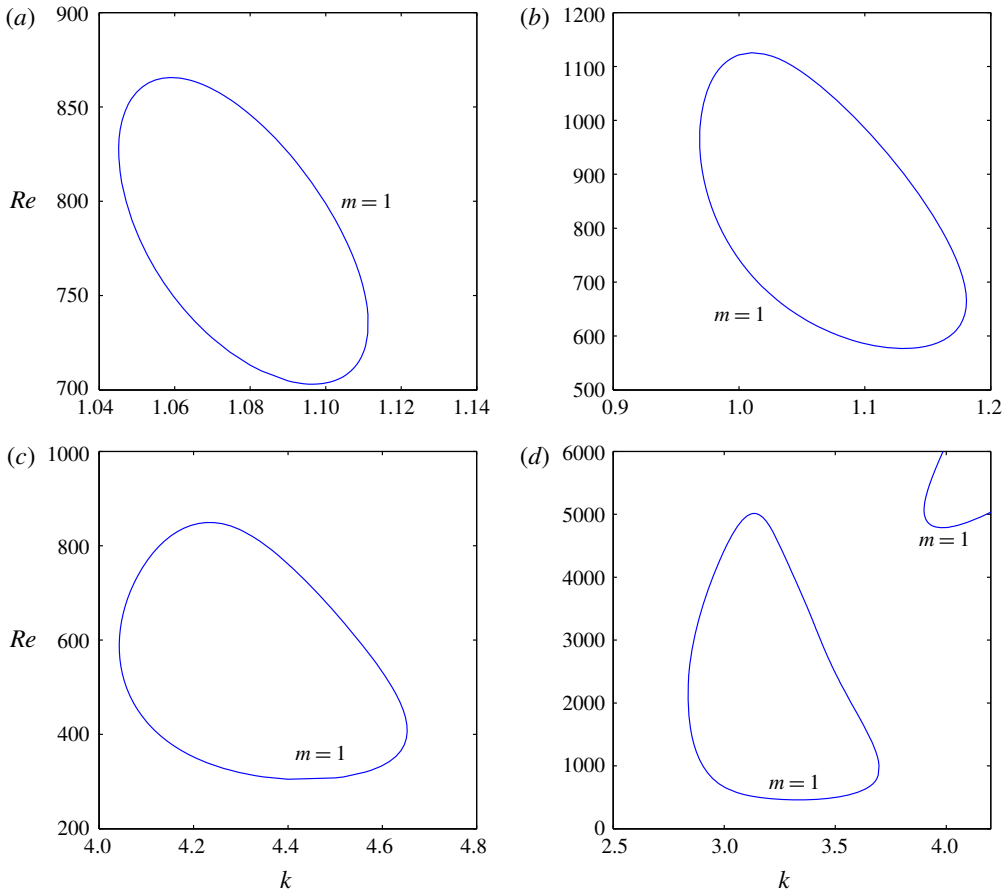 (a)
900
850
Re
800
750
700
m = 1
1.04 1.06 1.08 1.10 1.12 1.14
(b)
1200
1100
1000
900
800
700
600
500
m = 1
0.9 1.0 1.1 1.2
(c)
1000
800
Re
600
400
200
m = 1
4.0 4.2 4.4 4.6 4.8
k
(d)
6000
5000
4000
3000
2000
1000
0
m = 1
m = 1
2.5 3.0 3.5 4.0
k